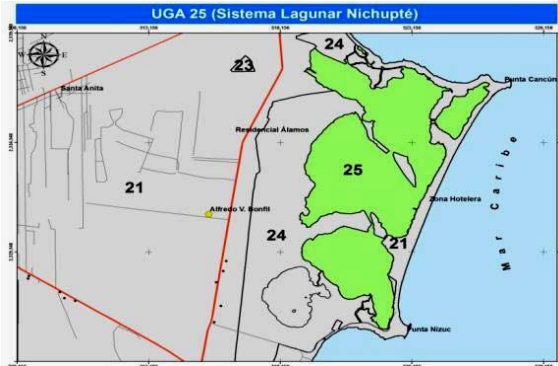 UGA 25 (Sistema Lagunar Nichupté)
N
W E
S
24
23
Punta Cancún
Santa Anita
Residencial Álamos
25
21
Zona Hotelera
Alfredo V. Bonfil
24
21
Mar Caribe
Punta Nizuc